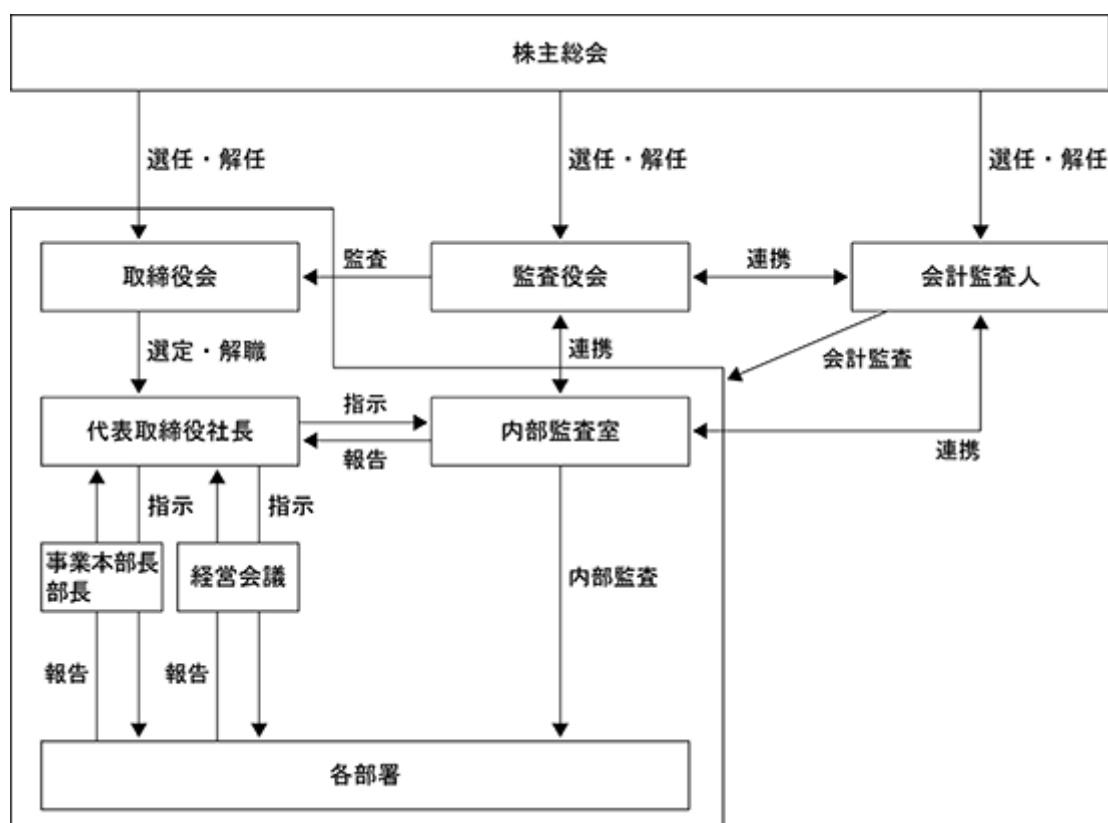 株主総会
選任・解任
選任・解任
選任・解任
取締役会
監査
監査役会
連携
会計監査人
選定・解職
連携
会計監査
代表取締役社長
指示
報告
内部監査室
連携
指示
指示
事業本部長
部長
経営会議
内部監査
報告
報告
各部署